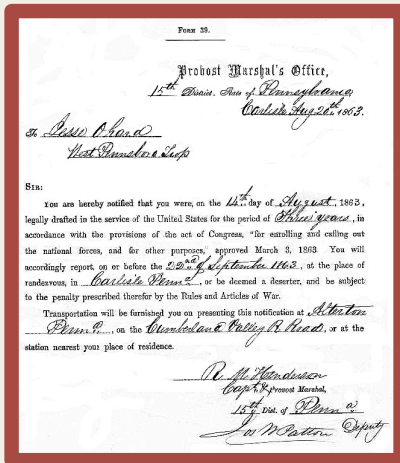 Form 39.
Provost Marshal's Office,
15th District, State of Pennsylvania
Carlisle Aug 20th, 1863.
To Jesse O. Land
West Pennsboro Twp
Sir:
You are hereby notified that you were, on the 14th day of August, 1863,
legally drafted in the service of the United States for the period of Three years, in
accordance with the provisions of the act of Congress, "for enrolling and calling out
the national forces, and for other purposes," approved March 3, 1863. You will
accordingly report, on or before the 22nd of September 1863, at the place of
rendezvous, in Carlisle Penna, or be deemed a deserter, and be subject
to the penalty prescribed therefor by the Rules and Articles of War.
Transportation will be furnished you on presenting this notification at
Penna, on the Cumberland Valley R. Road, or at the
station nearest your place of residence.
R. M. Henderson
Capt & Provost Marshal,
15th Dist. of Penna
Jos W Patton Deputy